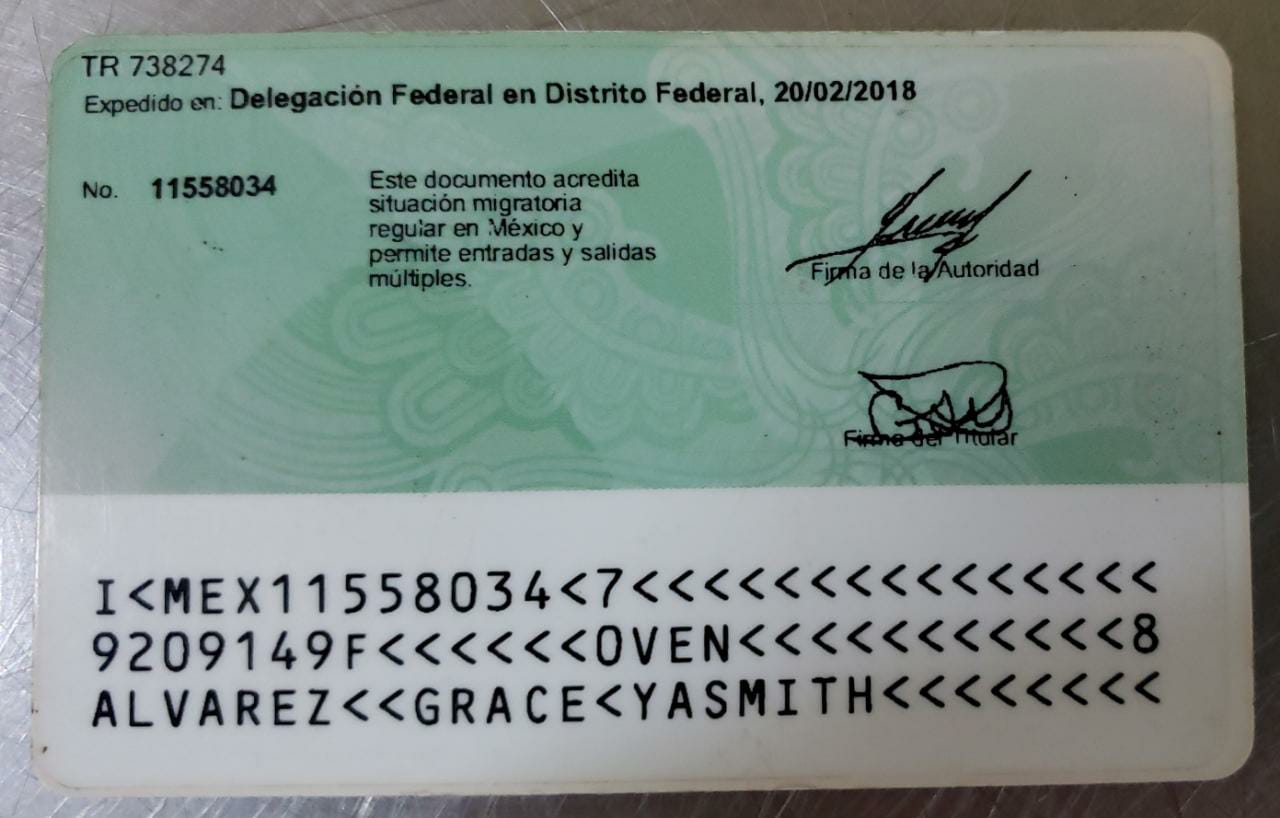 TR 738274
Expedido en: Delegación Federal en Distrito Federal, 20/02/2018
No. 11558034
Este documento acredita
situación migratoria
regular en México y
permite entradas y salidas
múltiples.
Firma de la Autoridad
Firma del Titular
I<MEX11558034<7<<<<<<<<<<<<<<<
9209149F<<<<<<OVEN<<<<<<<<<<<8
ALVAREZ<<GRACE<YASMITH<<<<<<<<